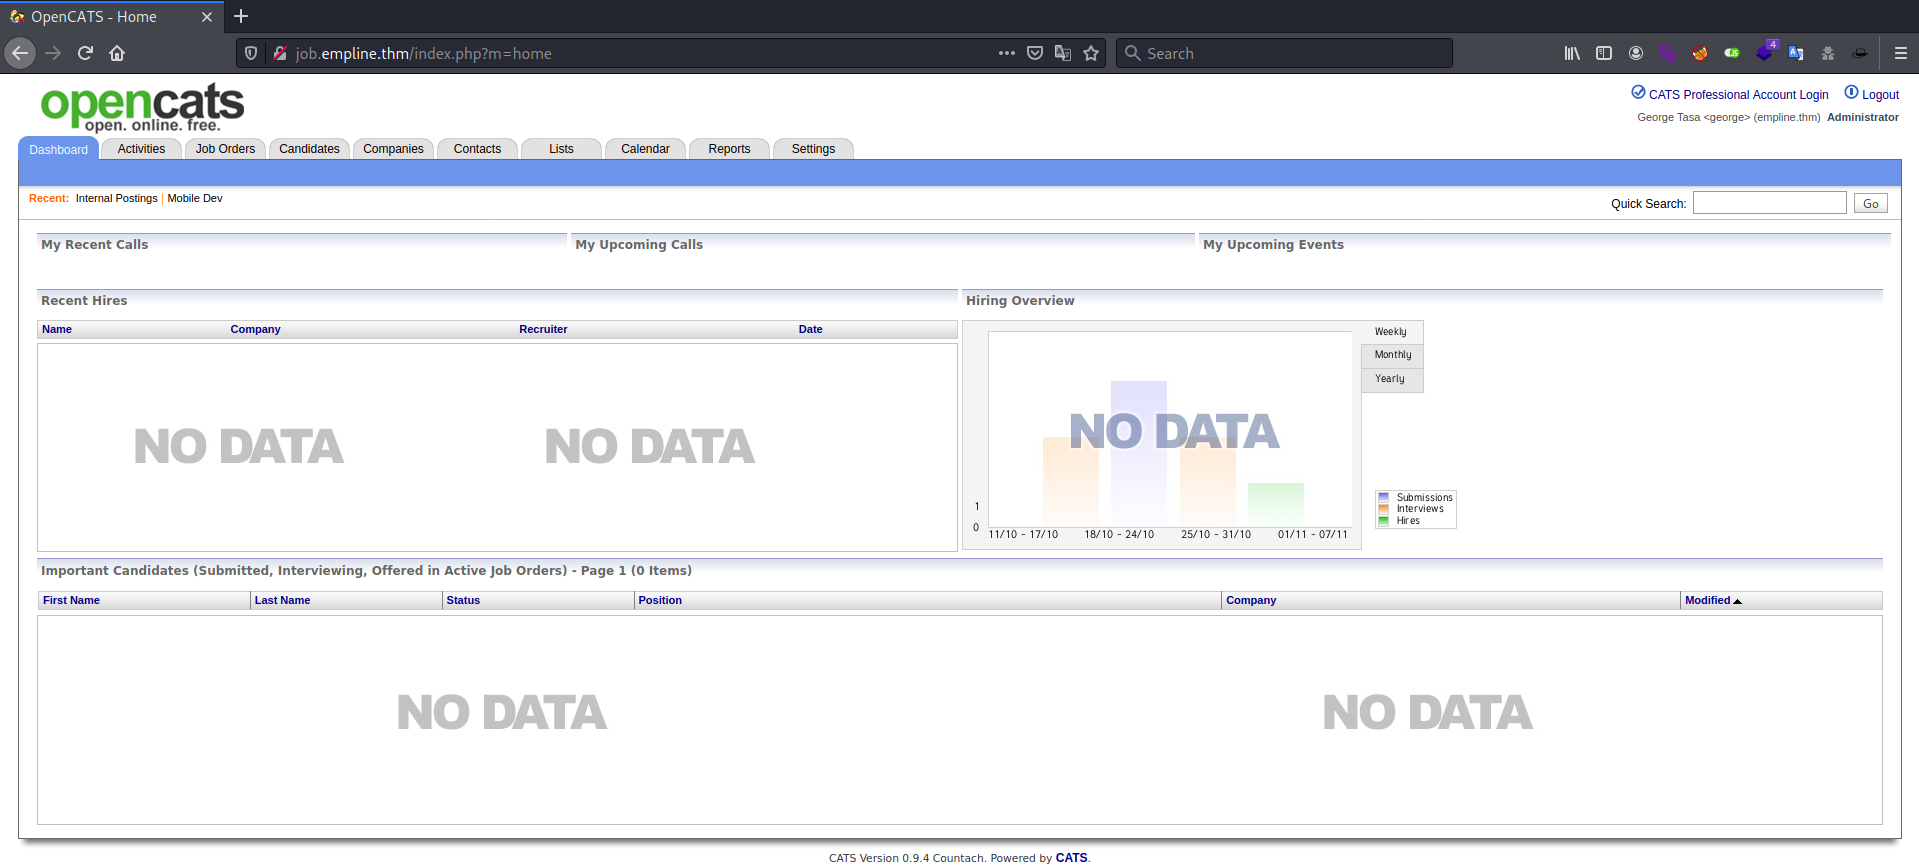 OpenCATS - Home
job.empline.thm/index.php?m=home
Search
4
opencats
open. online. free.
CATS Professional Account Login
Logout
George Tasa <george> (empline.thm) Administrator
Dashboard
Activities
Job Orders
Candidates
Companies
Contacts
Lists
Calendar
Reports
Settings
Recent: Internal Postings | Mobile Dev
Quick Search:
Go
My Recent Calls
My Upcoming Calls
My Upcoming Events
Recent Hires
Name Company Recruiter Date
NO DATA NO DATA
Hiring Overview
Weekly
Monthly
Yearly
NO DATA
1
0
11/10 - 17/10 18/10 - 24/10 25/10 - 31/10 01/11 - 07/11
Submissions
Interviews
Hires
Important Candidates (Submitted, Interviewing, Offered in Active Job Orders) - Page 1 (0 Items)
First Name Last Name Status Position Company Modified
NO DATA NO DATA
CATS Version 0.9.4 Countach. Powered by CATS.